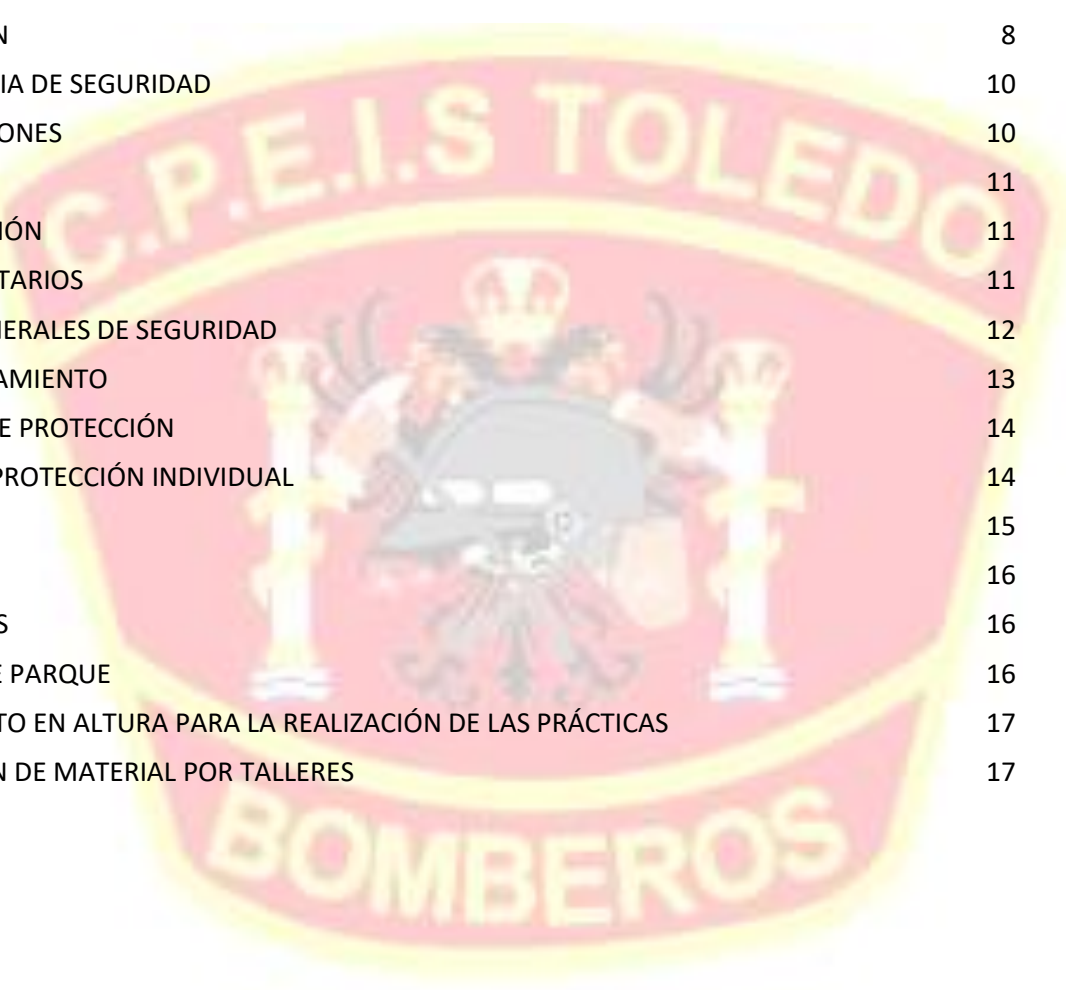 N 8
IA DE SEGURIDAD 10
ONES 10
11
IÓN 11
TARIOS 11
NERALES DE SEGURIDAD 12
AMIENTO 13
E PROTECCIÓN 14
PROTECCIÓN INDIVIDUAL 14
15
16
S 16
E PARQUE 16
TO EN ALTURA PARA LA REALIZACIÓN DE LAS PRÁCTICAS 17
N DE MATERIAL POR TALLERES 17
C.P.E.I.S TOLEDO
BOMBEROS